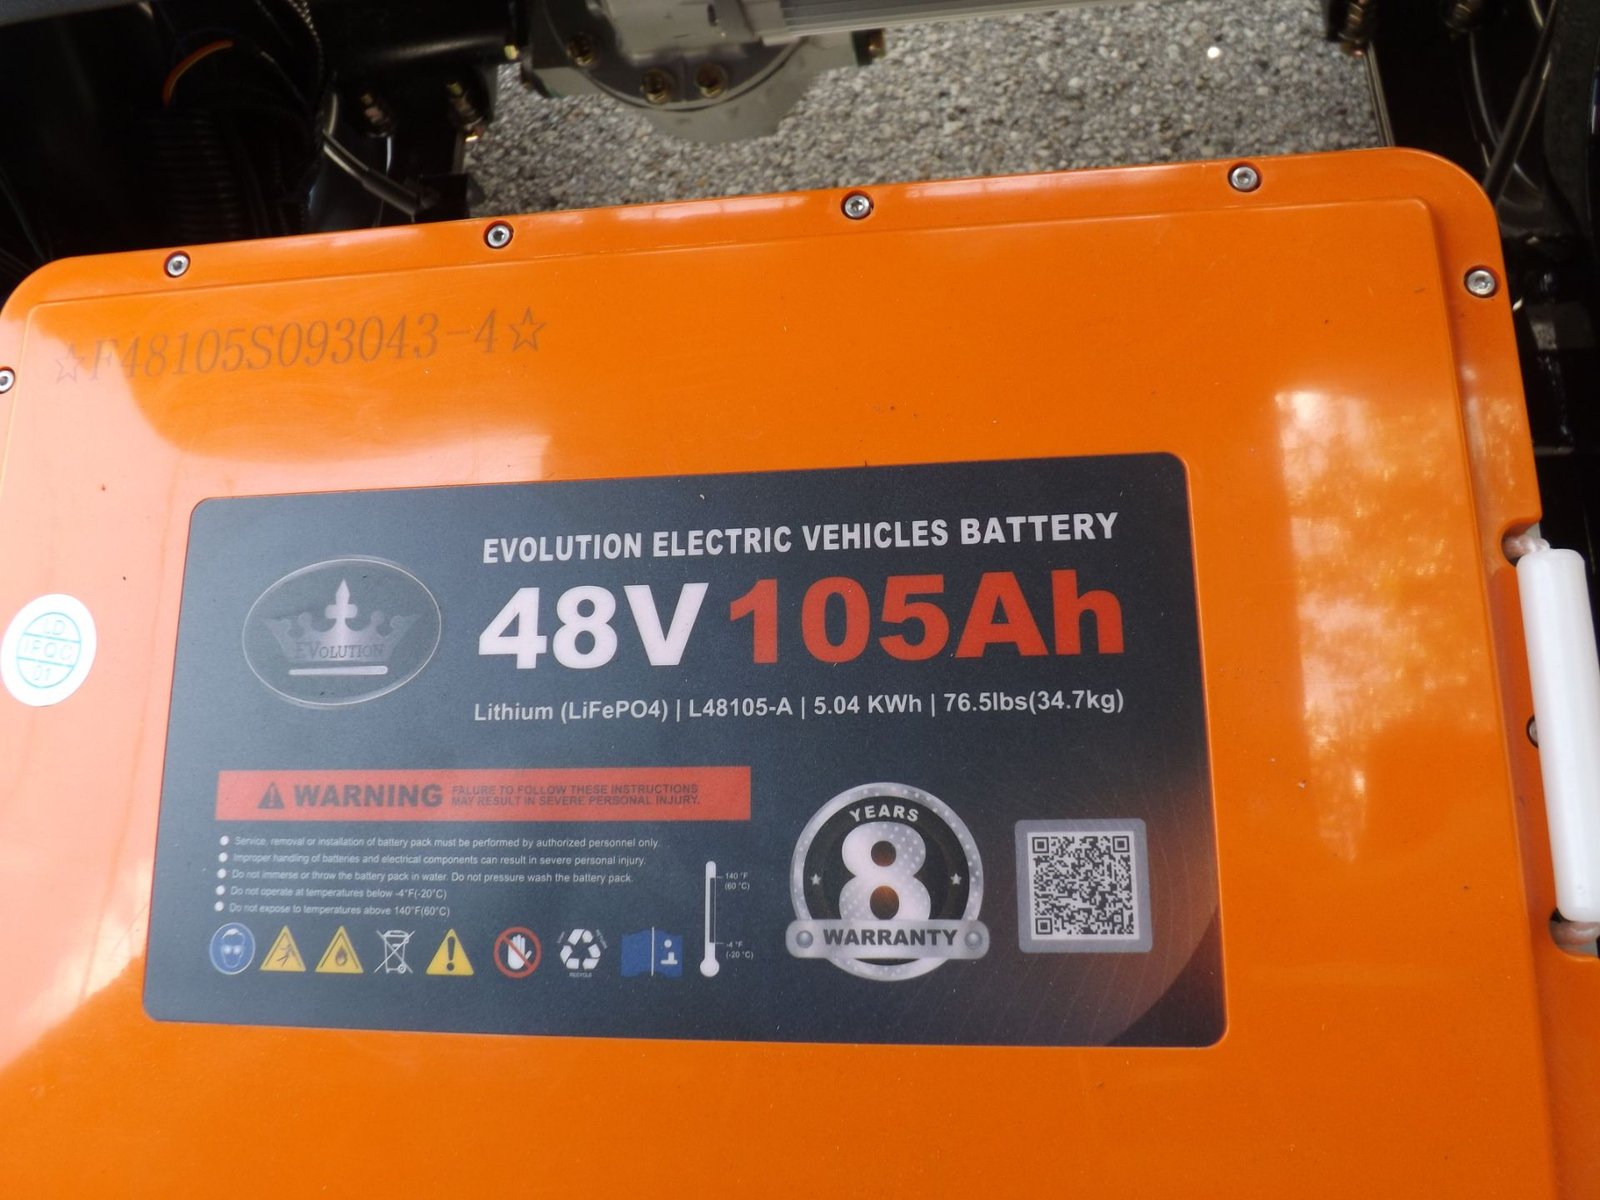 ☆F48105S093043-4☆
EVOLUTION ELECTRIC VEHICLES BATTERY
48V 105Ah
EVOLUTION
Lithium (LiFePO4) | L48105-A | 5.04 KWh | 76.5lbs(34.7kg)
LD
01
WARNING
FALURE TO FOLLOW THESE INSTRUCTIONS
MAY RESULT IN SEVERE PERSONAL INJURY.
Service, removal or installation of battery pack must be performed by authorized personnel only.
Improper handling of batteries and electrical components can result in severe personal injury.
Do not immerse or throw the battery pack in water. Do not pressure wash the battery pack.
Do not operate at temperatures below -4°F(-20°C)
Do not expose to temperatures above 140°F(60°C)
140 °F
(60 °C)
-4 °F
(-20 °C)
RECYCLE
YEARS
8
WARRANTY